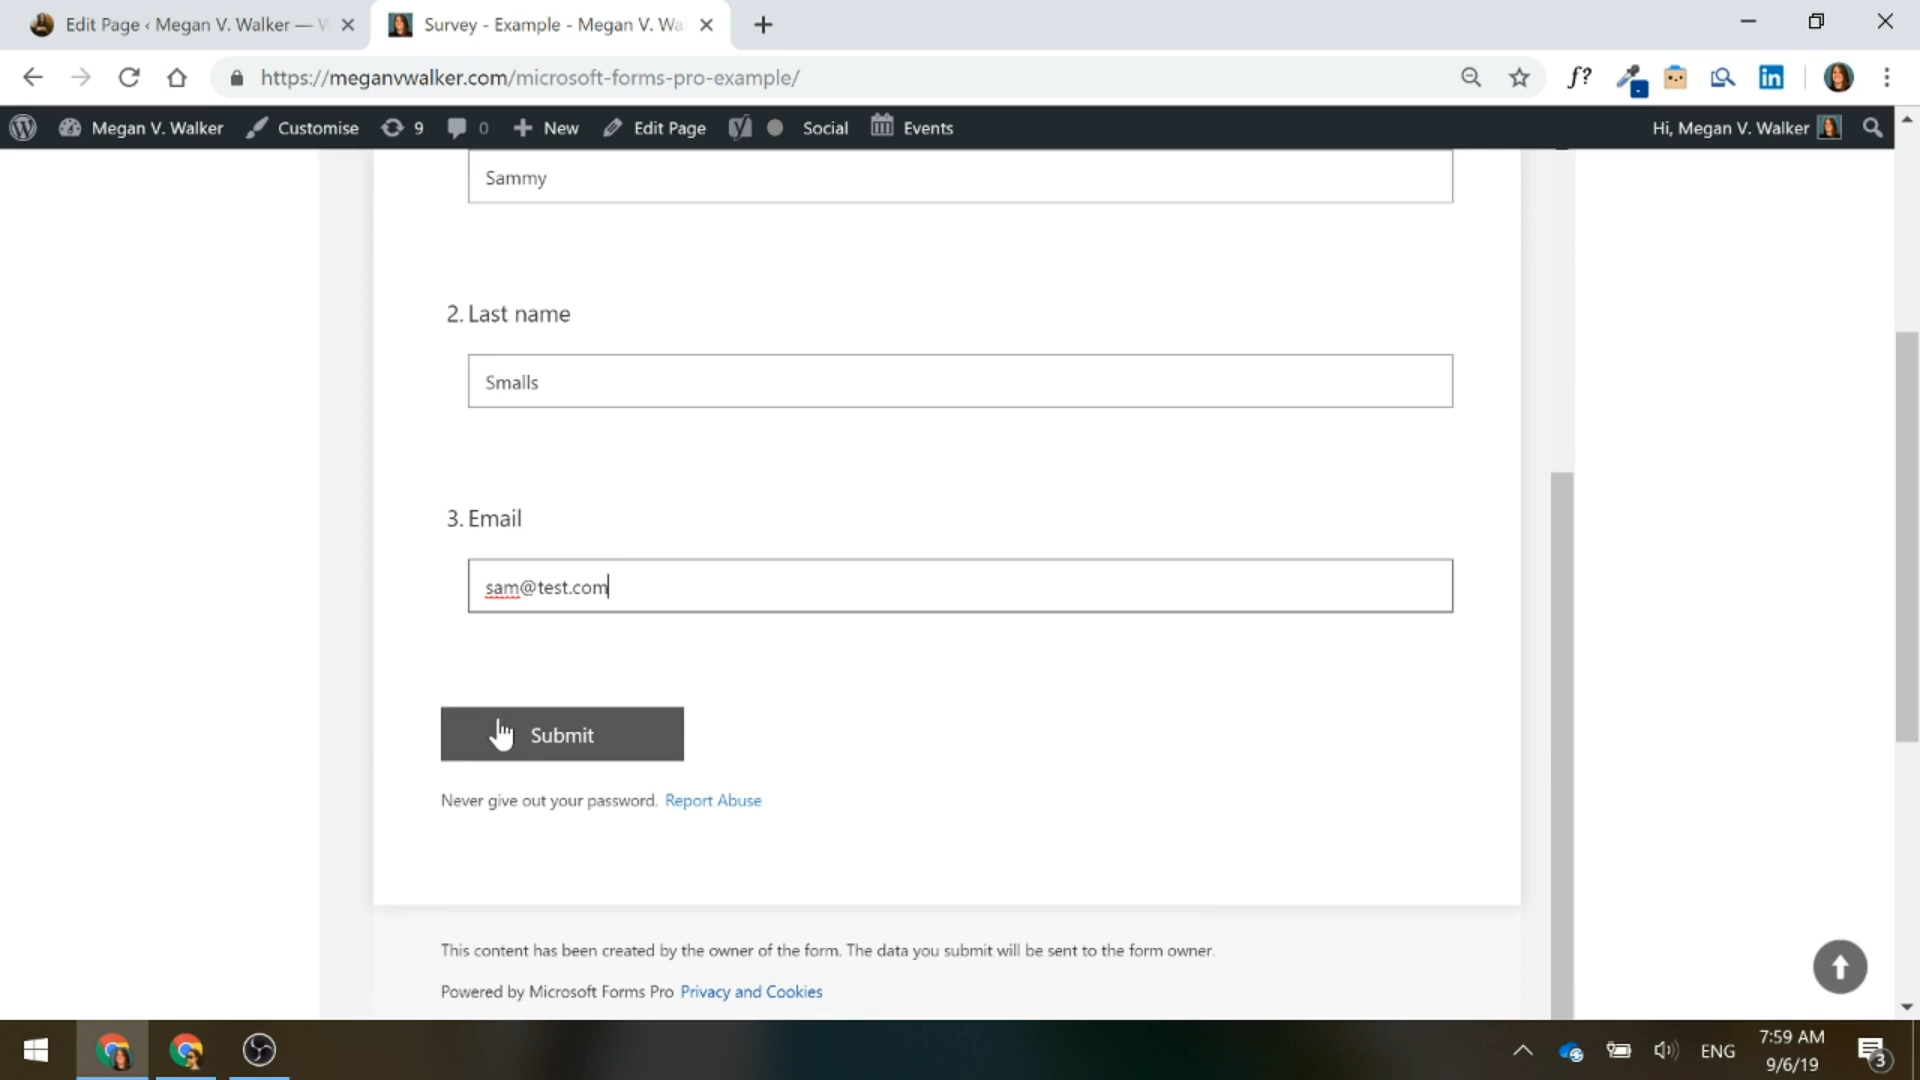 Edit Page ‹ Megan V. Walker —
Survey - Example - Megan V. Wa
https://meganvwalker.com/microsoft-forms-pro-example/
f?
in
Megan V. Walker
Customise
9
0
New
Edit Page
Social
Events
Hi, Megan V. Walker
Sammy
2. Last name
Smalls
3. Email
sam@test.com
Submit
Never give out your password. Report Abuse
This content has been created by the owner of the form. The data you submit will be sent to the form owner.
Powered by Microsoft Forms Pro Privacy and Cookies
ENG
7:59 AM
9/6/19
3